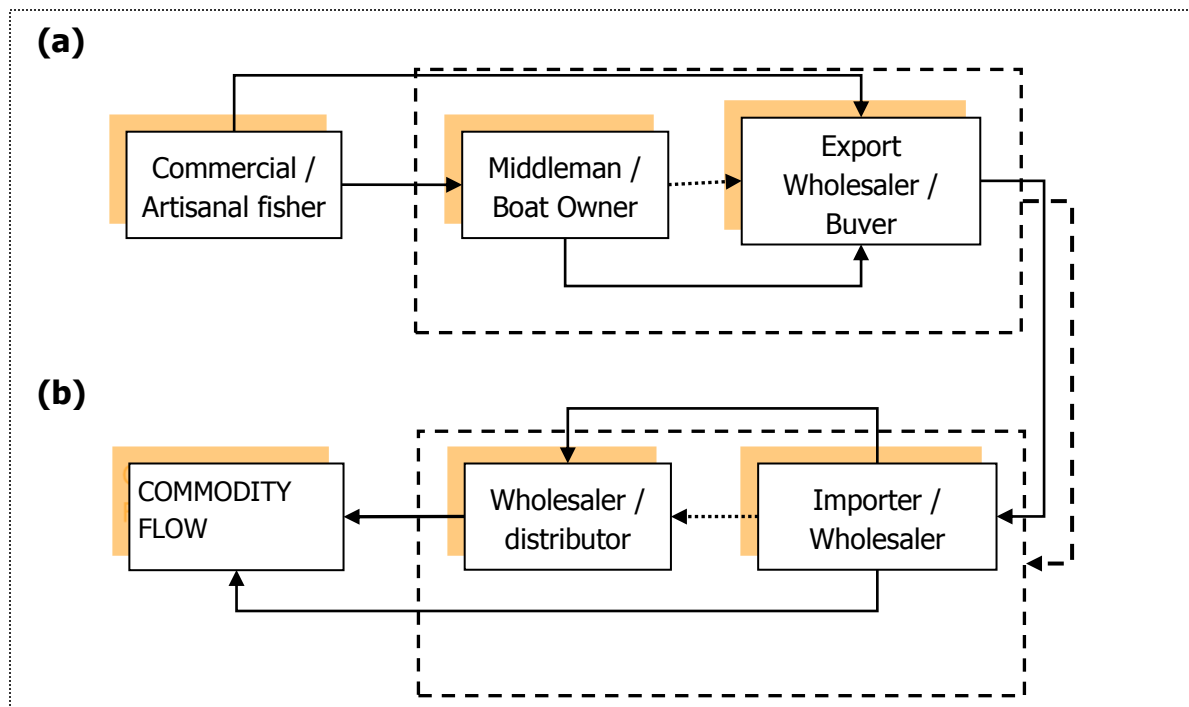 (a)
Commercial /
Artisanal fisher
Middleman /
Boat Owner
Export
Wholesaler /
Buver
(b)
COMMODITY
FLOW
Wholesaler /
distributor
Importer /
Wholesaler